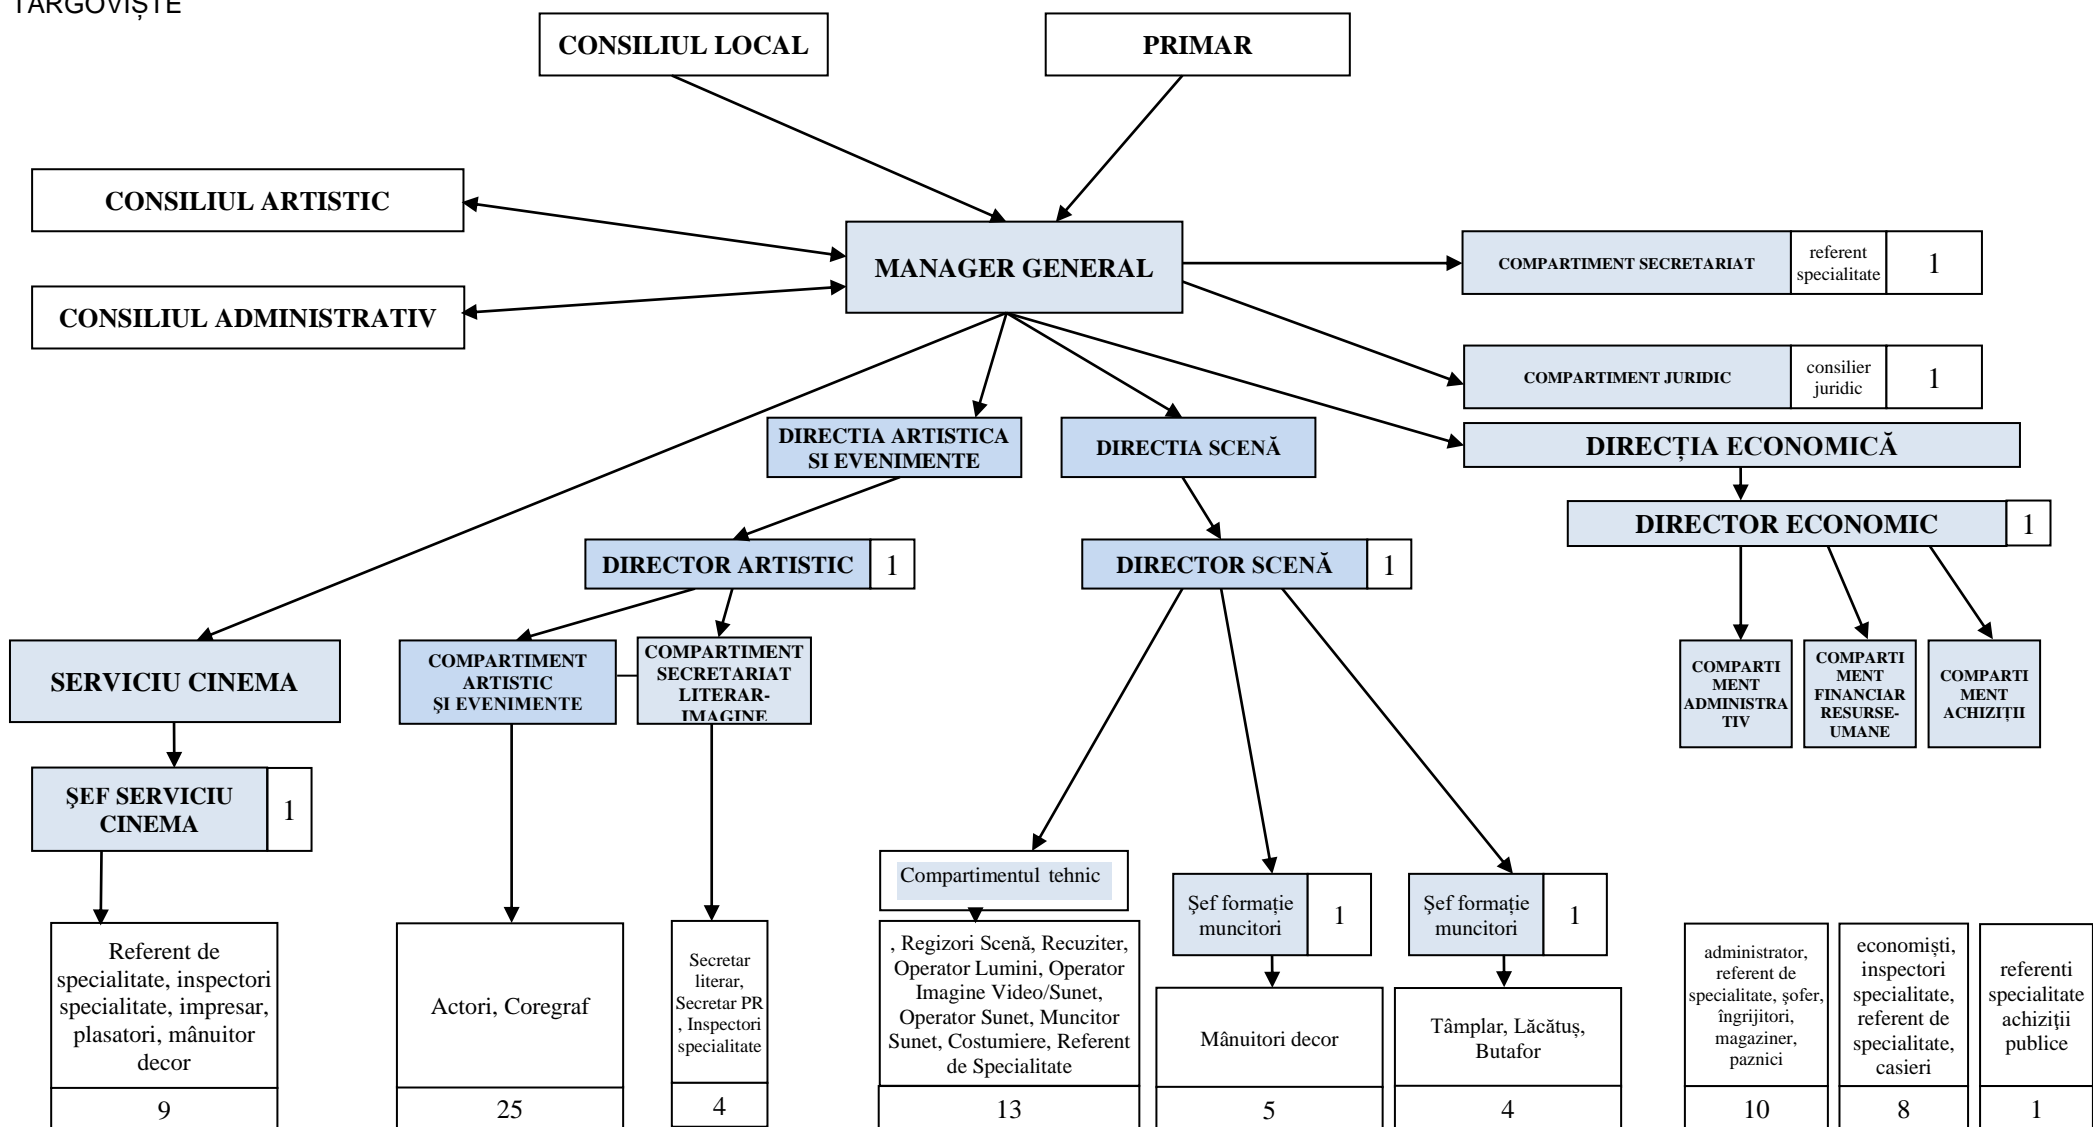 TÂRGOVIȘTE
CONSILIUL LOCAL
PRIMAR
CONSILIUL ARTISTIC
MANAGER GENERAL
COMPARTIMENT SECRETARIAT
referent
specialitate
1
CONSILIUL ADMINISTRATIV
COMPARTIMENT JURIDIC
consilier
juridic
1
DIRECTIA ARTISTICA
SI EVENIMENTE
DIRECTIA SCENĂ
DIRECȚIA ECONOMICĂ
DIRECTOR ECONOMIC
1
DIRECTOR ARTISTIC
1
DIRECTOR SCENĂ
1
SERVICIU CINEMA
COMPARTIMENT
ARTISTIC
ŞI EVENIMENTE
COMPARTIMENT
SECRETARIAT
LITERAR-
IMAGINE
COMPARTI
MENT
ADMINISTRA
TIV
COMPARTI
MENT
FINANCIAR
RESURSE-
UMANE
COMPARTI
MENT
ACHIZIȚII
ŞEF SERVICIU
CINEMA
1
Compartimentul tehnic
Şef formație
muncitori
1
Şef formație
muncitori
1
Referent de
specialitate, inspectori
specialitate, impresar,
plasatori, mânuitor
decor
9
Actori, Coregraf
25
Secretar
literar,
Secretar PR
, Inspectori
specialitate
4
, Regizori Scenă, Recuziter,
Operator Lumini, Operator
Imagine Video/Sunet,
Operator Sunet, Muncitor
Sunet, Costumiere, Referent
de Specialitate
13
Mânuitori decor
5
Tâmplar, Lăcătuș,
Butafor
4
administrator,
referent de
specialitate, șofer,
îngrijitori,
magaziner,
paznici
10
economiști,
inspectori
specialitate,
referent de
specialitate,
casieri
8
referenti
specialitate
achiziţii
publice
1